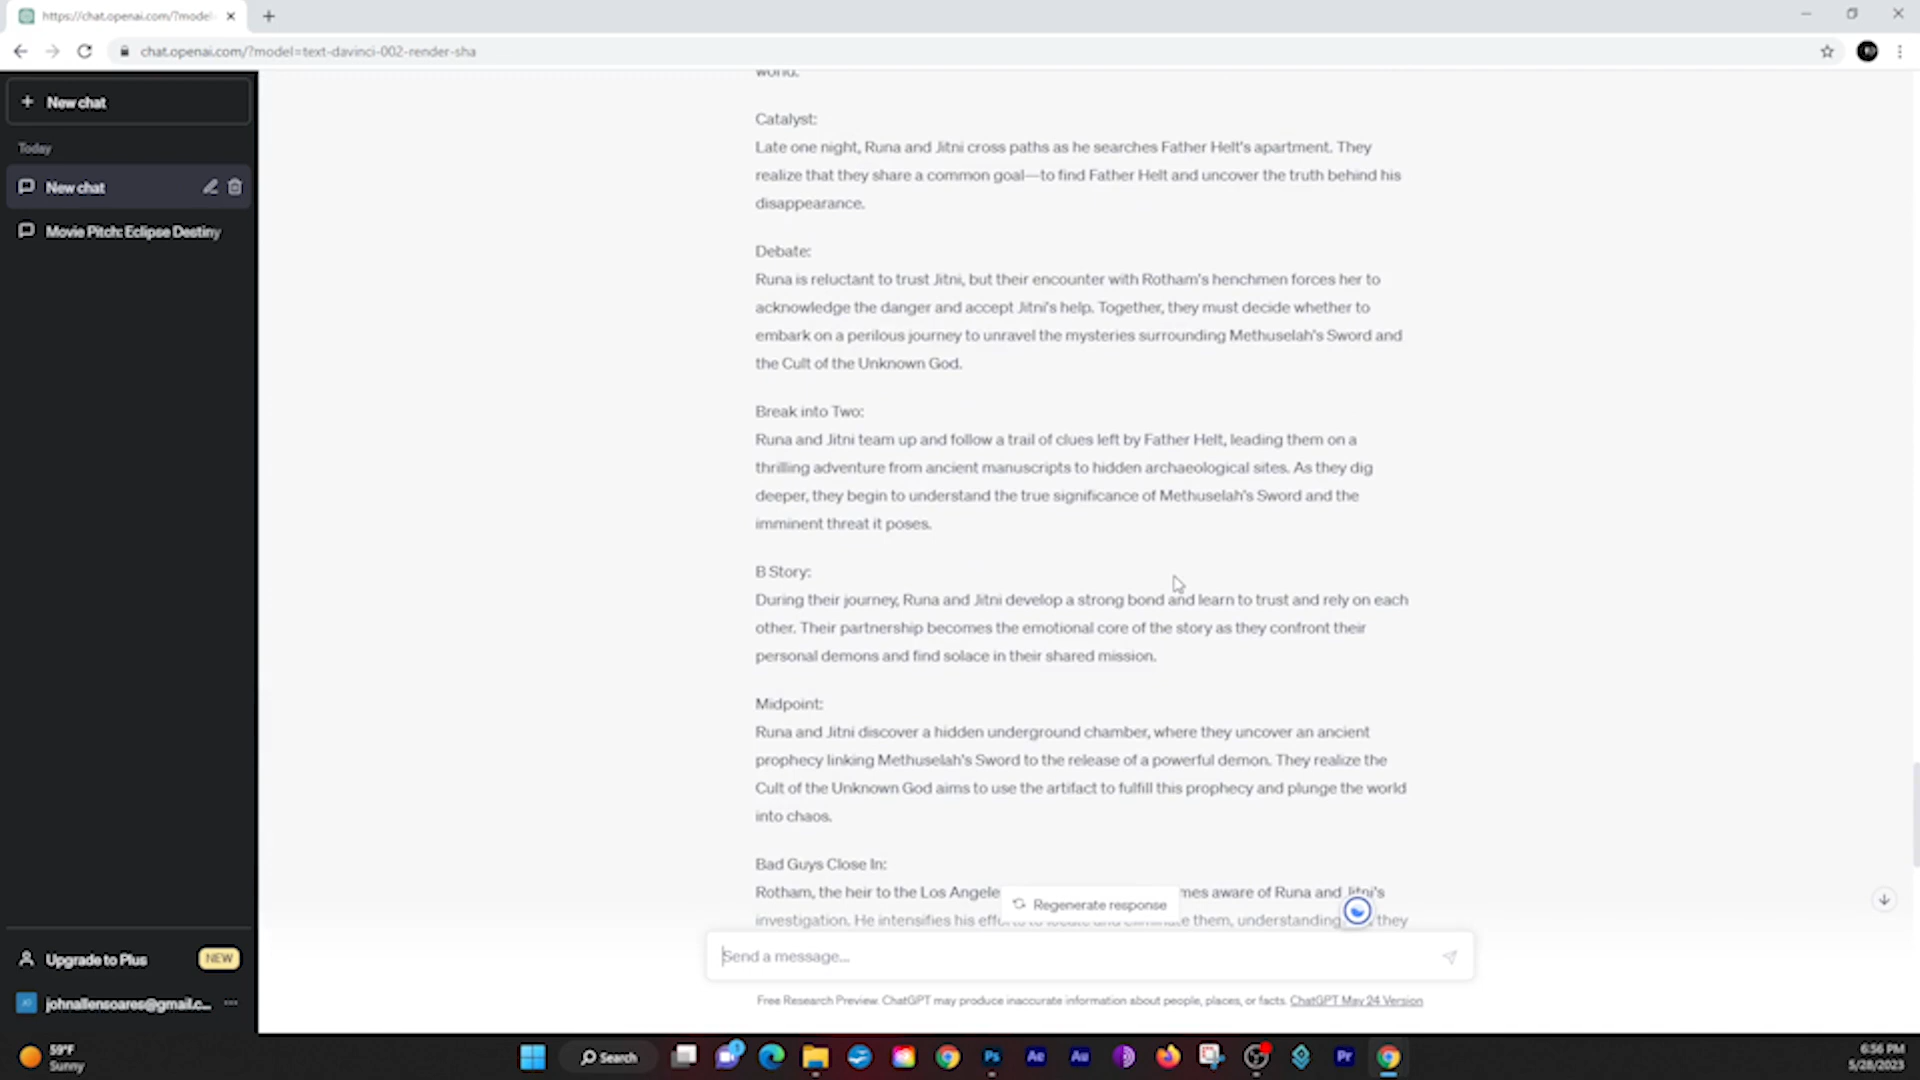 https://chat.openai.com/?model=
chat.openai.com/?model=text-davinci-002-render-sha
New chat
Today
New chat
Movie Pitch: Eclipse Destiny
world.
Catalyst:
Late one night, Runa and Jitni cross paths as he searches Father Helt's apartment. They
realize that they share a common goal—to find Father Helt and uncover the truth behind his
disappearance.
Debate:
Runa is reluctant to trust Jitni, but their encounter with Rotham's henchmen forces her to
acknowledge the danger and accept Jitni's help. Together, they must decide whether to
embark on a perilous journey to unravel the mysteries surrounding Methuselah's Sword and
the Cult of the Unknown God.
Break into Two:
Runa and Jitni team up and follow a trail of clues left by Father Helt, leading them on a
thrilling adventure from ancient manuscripts to hidden archaeological sites. As they dig
deeper, they begin to understand the true significance of Methuselah's Sword and the
imminent threat it poses.
B Story:
During their journey, Runa and Jitni develop a strong bond and learn to trust and rely on each
other. Their partnership becomes the emotional core of the story as they confront their
personal demons and find solace in their shared mission.
Midpoint:
Runa and Jitni discover a hidden underground chamber, where they uncover an ancient
prophecy linking Methuselah's Sword to the release of a powerful demon. They realize the
Cult of the Unknown God aims to use the artifact to fulfill this prophecy and plunge the world
into chaos.
Bad Guys Close In:
Rotham, the heir to the Los Angele mes aware of Runa and Jitni's
investigation. He intensifies his them, understanding they
Regenerate response
Send a message...
Free Research Preview. ChatGPT may produce inaccurate information about people, places, or facts. ChatGPT May 24 Version
Upgrade to Plus NEW
johnallensoares@gmail.c... ...
59°F
Sunny
Search
Ps
Ae
Au
Pr
6:56 PM
5/28/2023